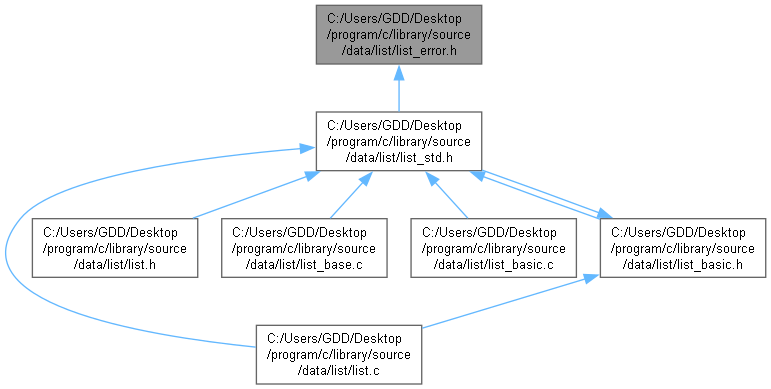 C:/Users/GDD/Desktop
/program/c/library/source
/data/list/list_error.h
C:/Users/GDD/Desktop
/program/c/library/source
/data/list/list_std.h
C:/Users/GDD/Desktop
/program/c/library/source
/data/list/list.h
C:/Users/GDD/Desktop
/program/c/library/source
/data/list/list_base.c
C:/Users/GDD/Desktop
/program/c/library/source
/data/list/list_basic.c
C:/Users/GDD/Desktop
/program/c/library/source
/data/list/list_basic.h
C:/Users/GDD/Desktop
/program/c/library/source
/data/list/list.c